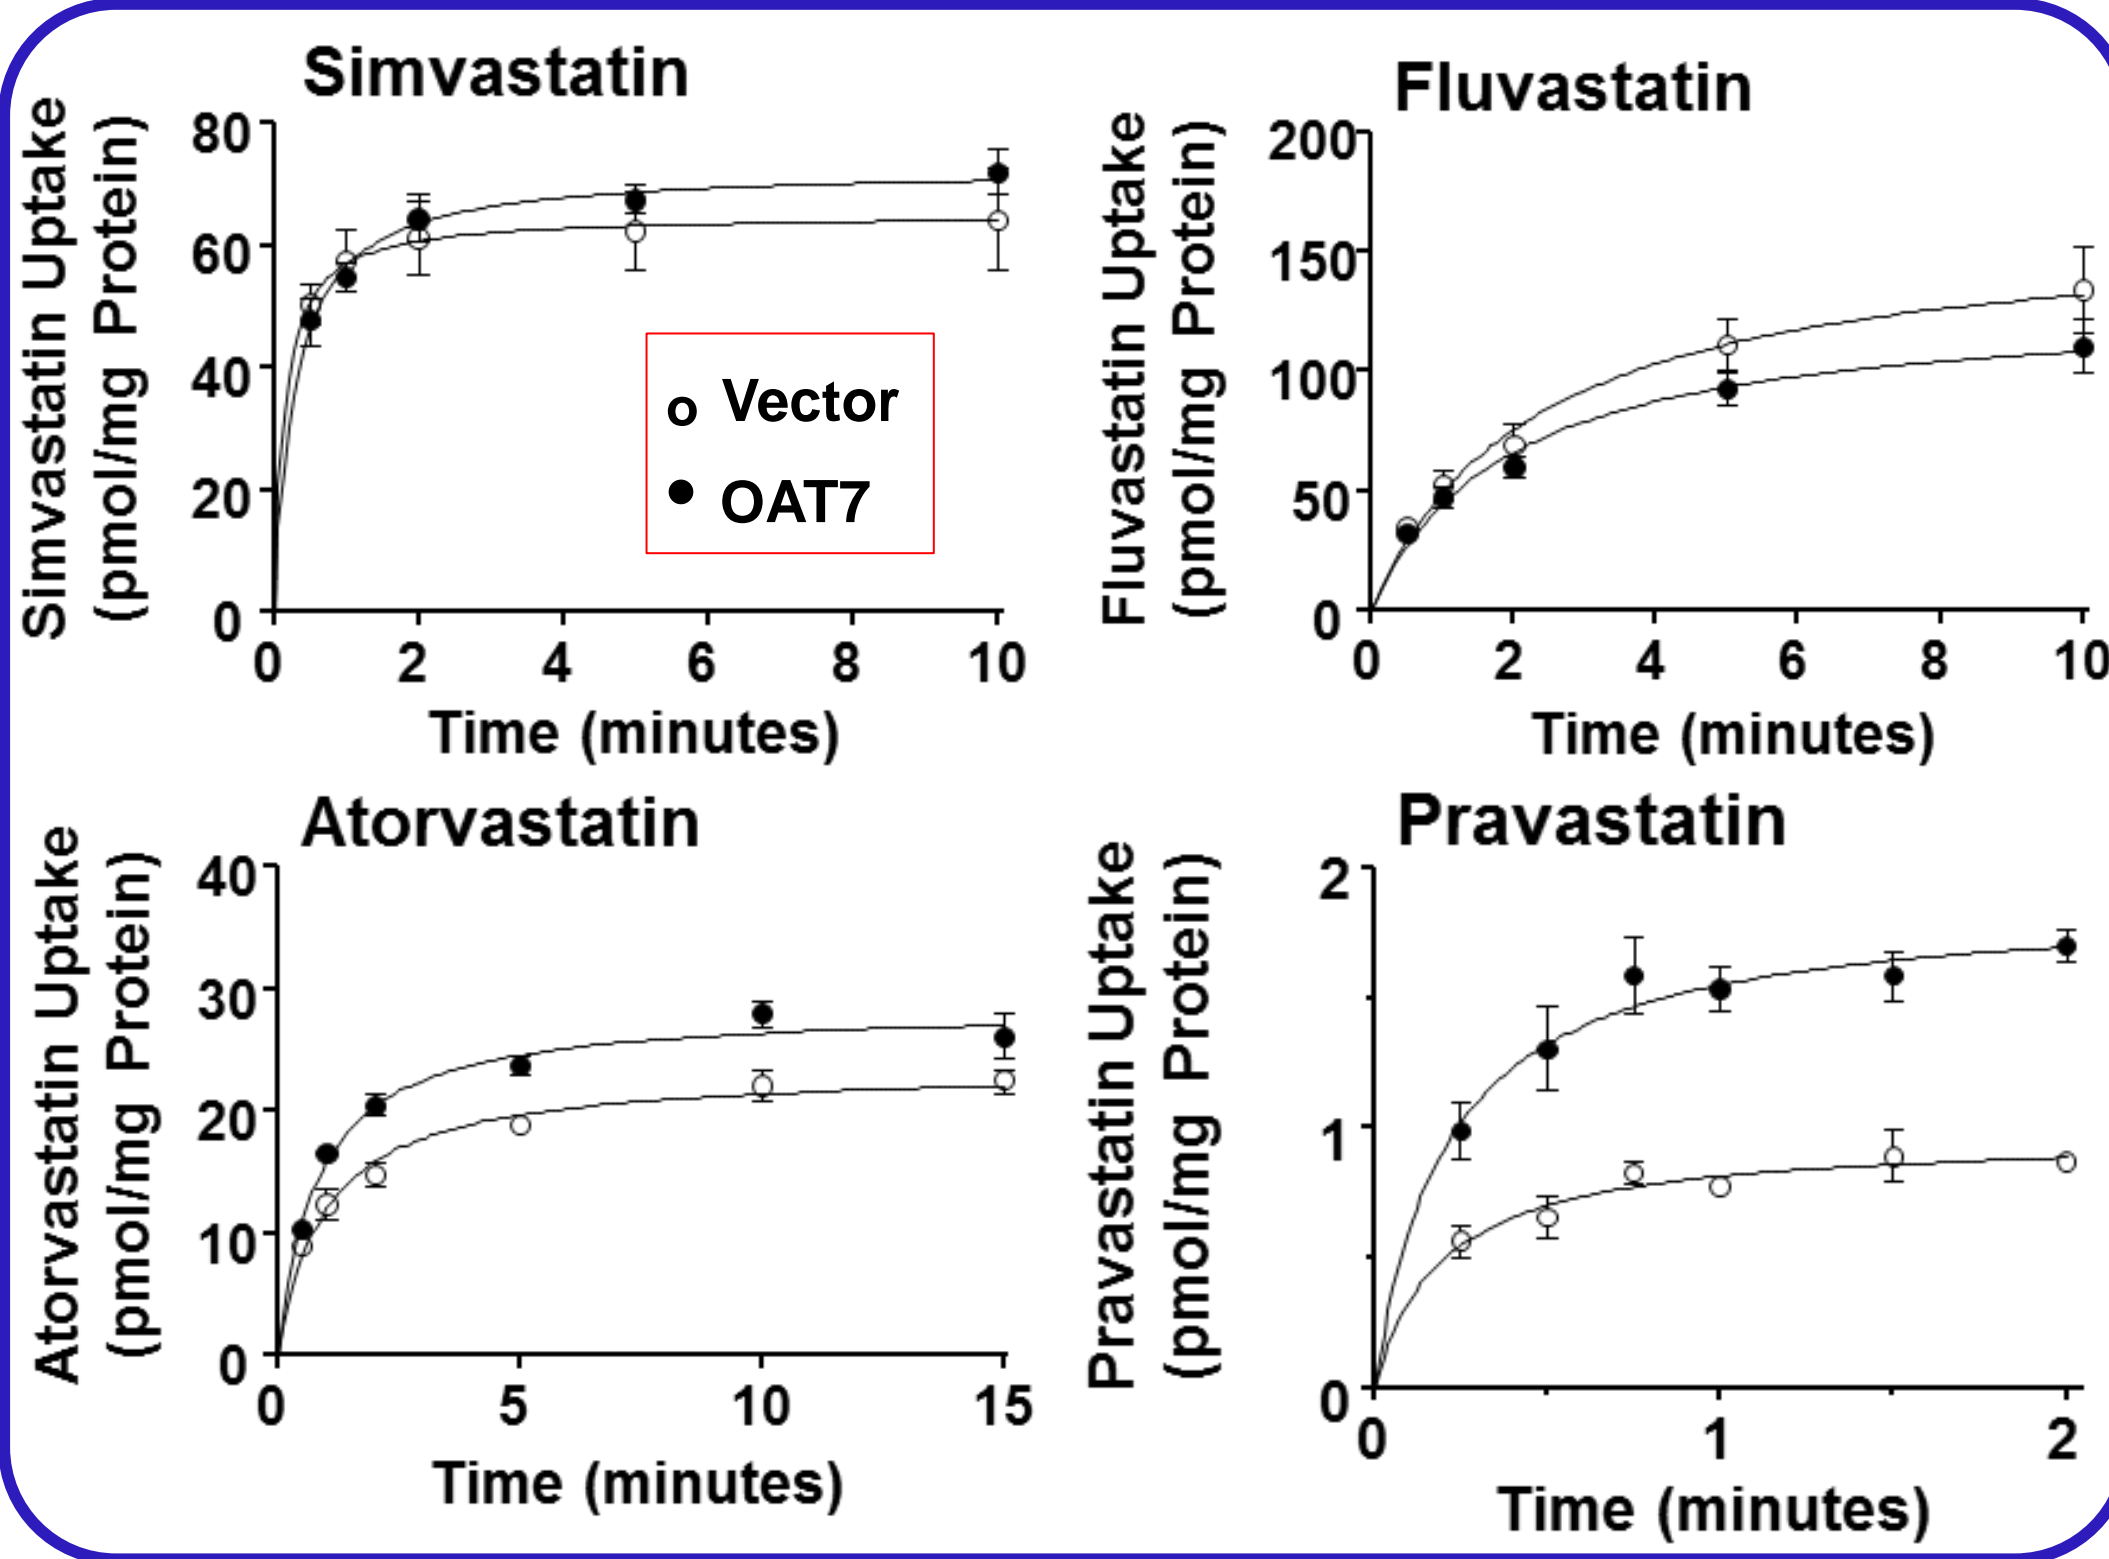 Simvastatin
Simvastatin Uptake
(pmol/mg Protein)
80
60
40
20
0
0 2 4 6 8 10
Time (minutes)
o Vector
● OAT7
Fluvastatin
Fluvastatin Uptake
(pmol/mg Protein)
200
150
100
50
0
0 2 4 6 8 10
Time (minutes)
Atorvastatin
Atorvastatin Uptake
(pmol/mg Protein)
40
30
20
10
0
0 5 10 15
Time (minutes)
Pravastatin
Pravastatin Uptake
(pmol/mg Protein)
2
1
0
0 1 2
Time (minutes)